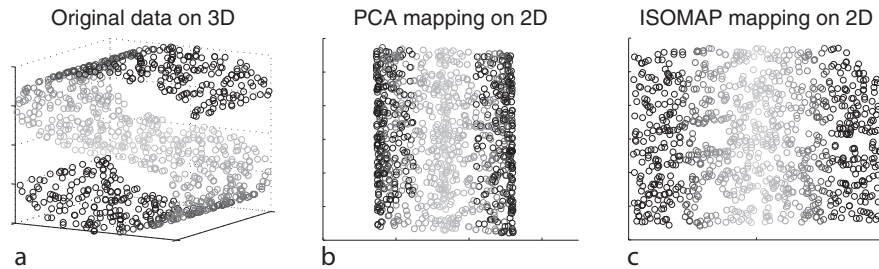 Original data on 3D
PCA mapping on 2D
ISOMAP mapping on 2D
a
b
c